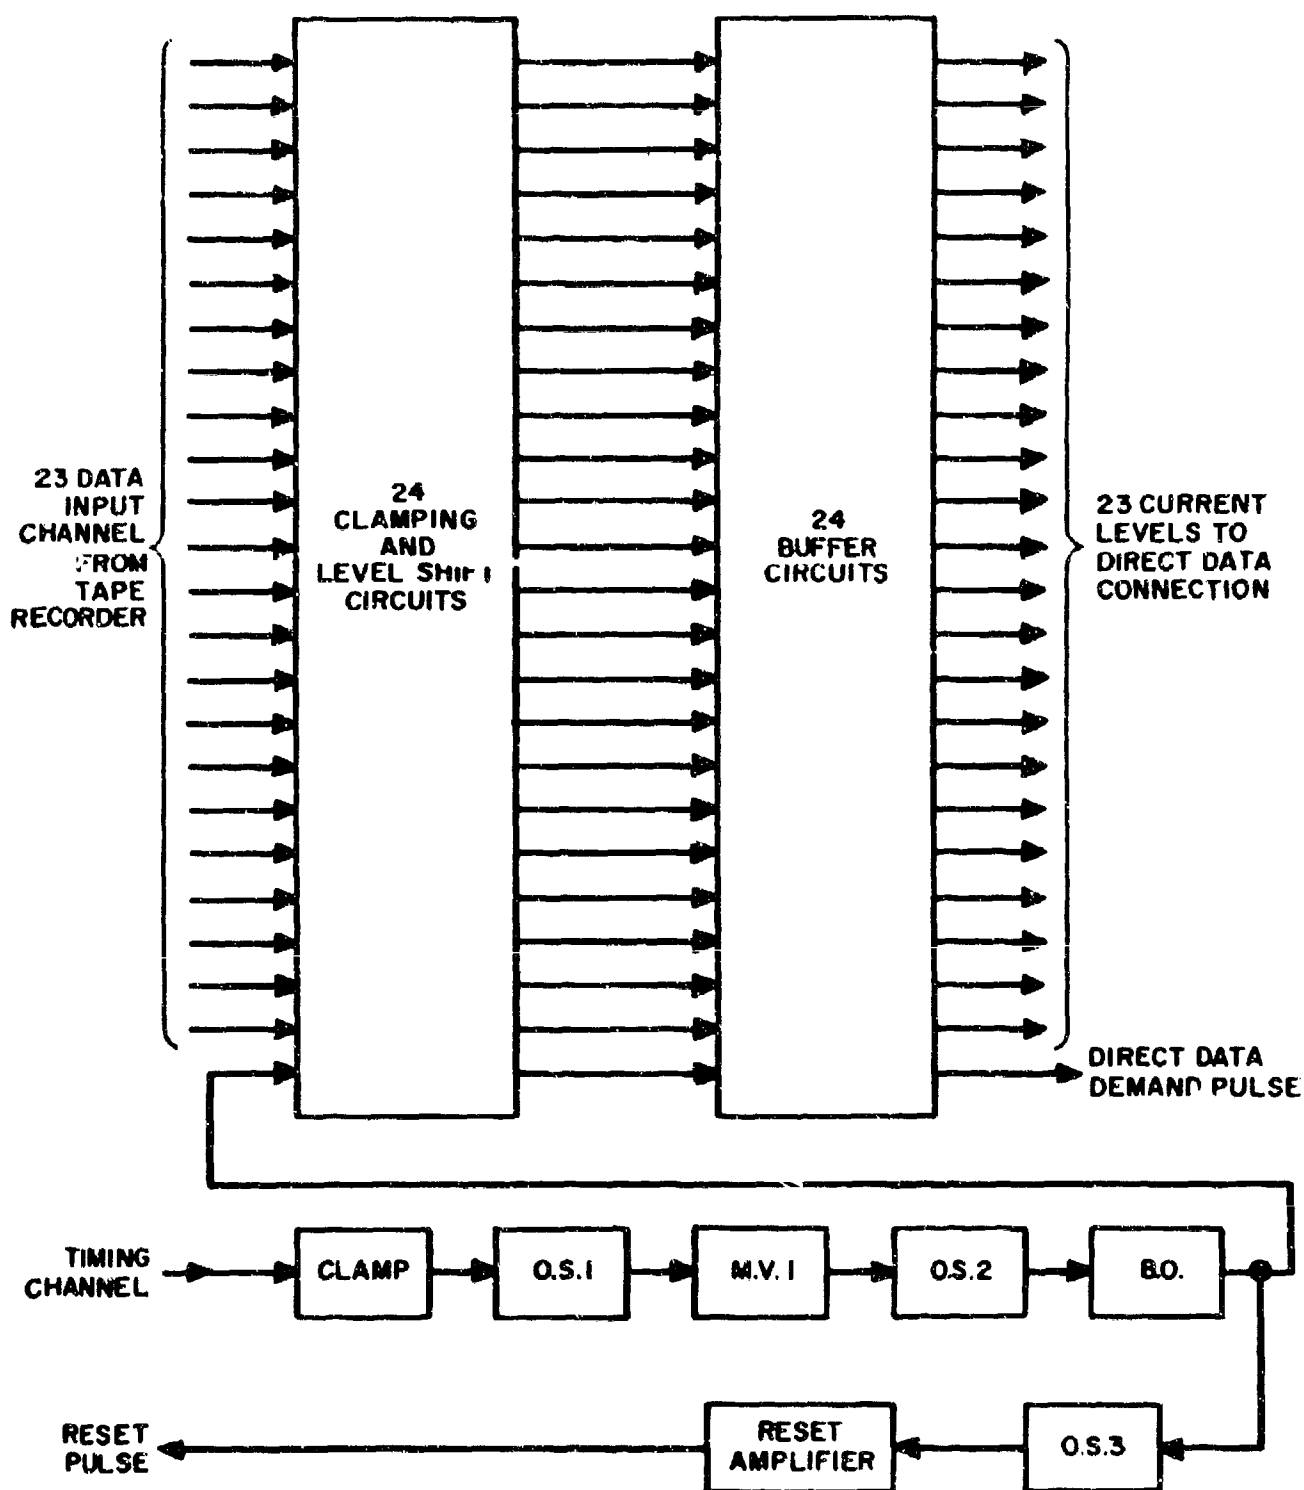 23 DATA
INPUT
CHANNEL
FROM
TAPE
RECORDER
24
CLAMPING
AND
LEVEL SHIFT
CIRCUITS
24
BUFFER
CIRCUITS
23 CURRENT
LEVELS TO
DIRECT DATA
CONNECTION
DIRECT DATA
DEMAND PULSE
TIMING
CHANNEL
CLAMP
O.S.1
M.V.1
O.S.2
B.O.
RESET
PULSE
RESET
AMPLIFIER
O.S.3